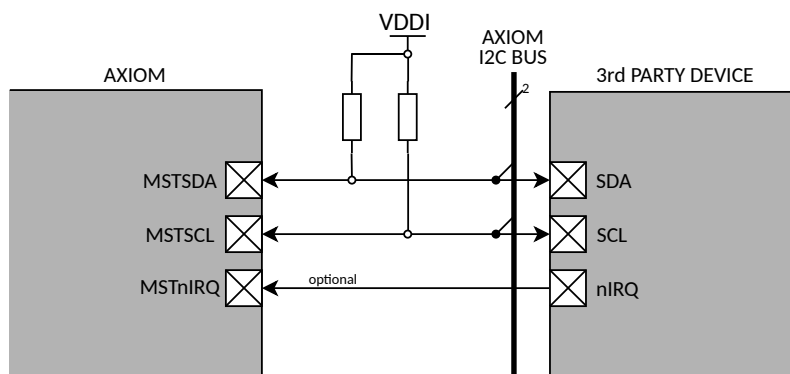 VDDI
AXIOM
I2C BUS
AXIOM
3rd PARTY DEVICE
2
MSTSDA
SDA
MSTSCL
SCL
MSTnIRQ
optional
nIRQ